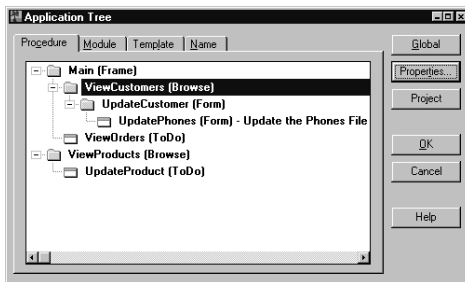 Application Tree
Procedure Module Template Name
Main (Frame)
ViewCustomers (Browse)
UpdateCustomer (Form)
UpdatePhones (Form) - Update the Phones File
ViewOrders (ToDo)
ViewProducts (Browse)
UpdateProduct (ToDo)
Global
Properties...
Project
OK
Cancel
Help